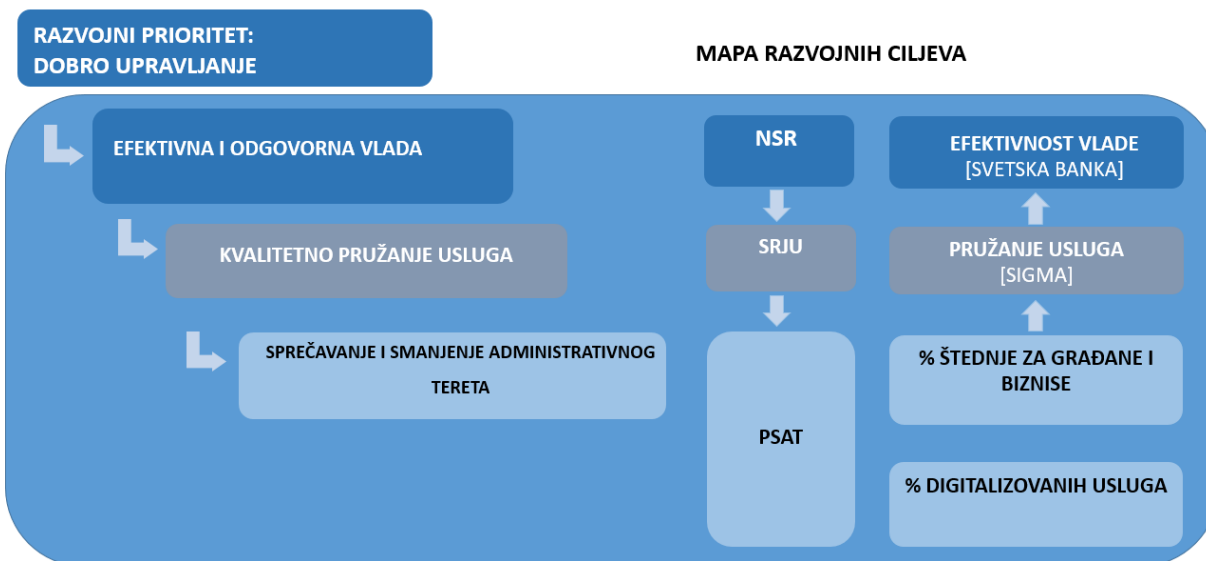 RAZVOJNI PRIORITET:
DOBRO UPRAVLJANJE
MAPA RAZVOJNIH CILJEVA
EFEKTIVNA I ODGOVORNA VLADA
NSR
EFEKTIVNOST VLADE
[SVETSKA BANKA]
KVALITETNO PRUŽANJE USLUGA
SRJU
PRUŽANJE USLUGA
[SIGMA]
SPREČAVANJE I SMANJENJE ADMINISTRATIVNOG
TERETA
PSAT
% ŠTEDNJE ZA GRAĐANE I
BIZNISE
% DIGITALIZOVANIH USLUGA